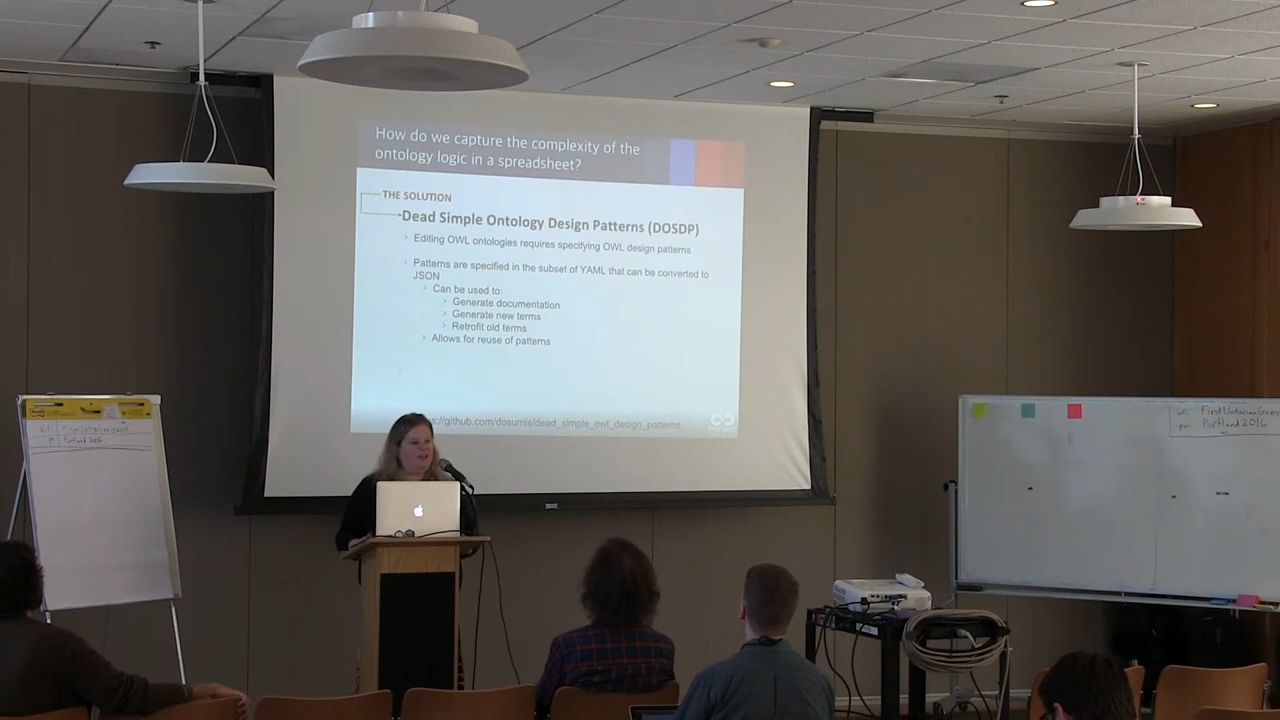 How do we capture the complexity of the
ontology logic in a spreadsheet?
THE SOLUTION
Dead Simple Ontology Design Patterns (DOSDP)
Editing OWL ontologies requires specifying OWL design patterns
Patterns are specified in the subset of YAML that can be converted to
JSON
Can be used to:
Generate documentation
Generate new terms
Retrofit old terms
Allows for reuse of patterns
://github.com/dosumis/dead_simple_owl_design_patterns
Portland 2016
Portland 2016